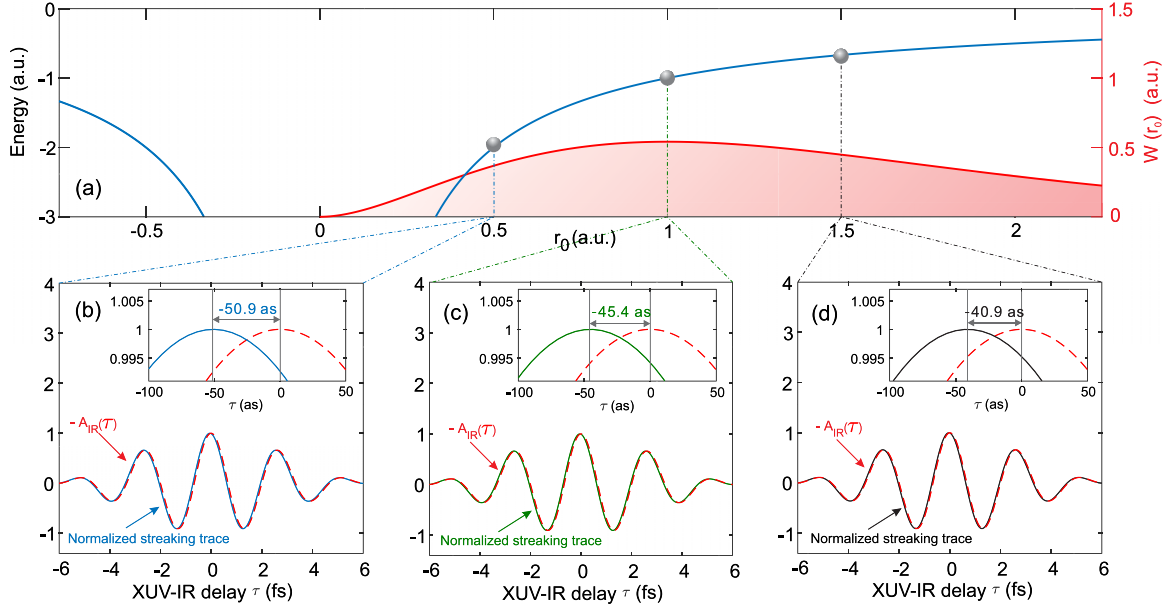 0
-1
-2
-3
Energy (a.u.)
1.5
1
0.5
0
W (r₀) (a.u.)
(a)
-0.5 0 0.5 1 1.5 2
r₀(a.u.)
(b)
4
3
2
1
0
-1
1.005
1
0.995
-50.9 as
-100 -50 0 50
τ (as)
- A_IR(τ)
Normalized streaking trace
-6 -4 -2 0 2 4 6
XUV-IR delay τ (fs)
(c)
4
3
2
1
0
-1
1.005
1
0.995
-45.4 as
-100 -50 0 50
τ (as)
- A_IR(τ)
Normalized streaking trace
-6 -4 -2 0 2 4 6
XUV-IR delay τ (fs)
(d)
4
3
2
1
0
-1
1.005
1
0.995
-40.9 as
-100 -50 0 50
τ (as)
- A_IR(τ)
Normalized streaking trace
-6 -4 -2 0 2 4 6
XUV-IR delay τ (fs)